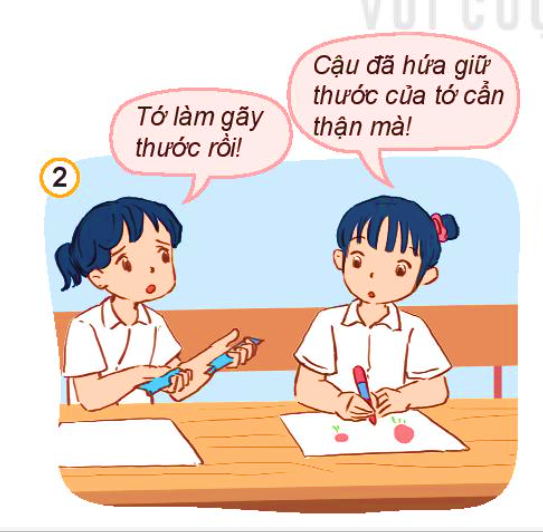 Cậu đã hứa giữ
thước của tớ cẩn
thận mà!
Tớ làm gãy
thước rồi!
2